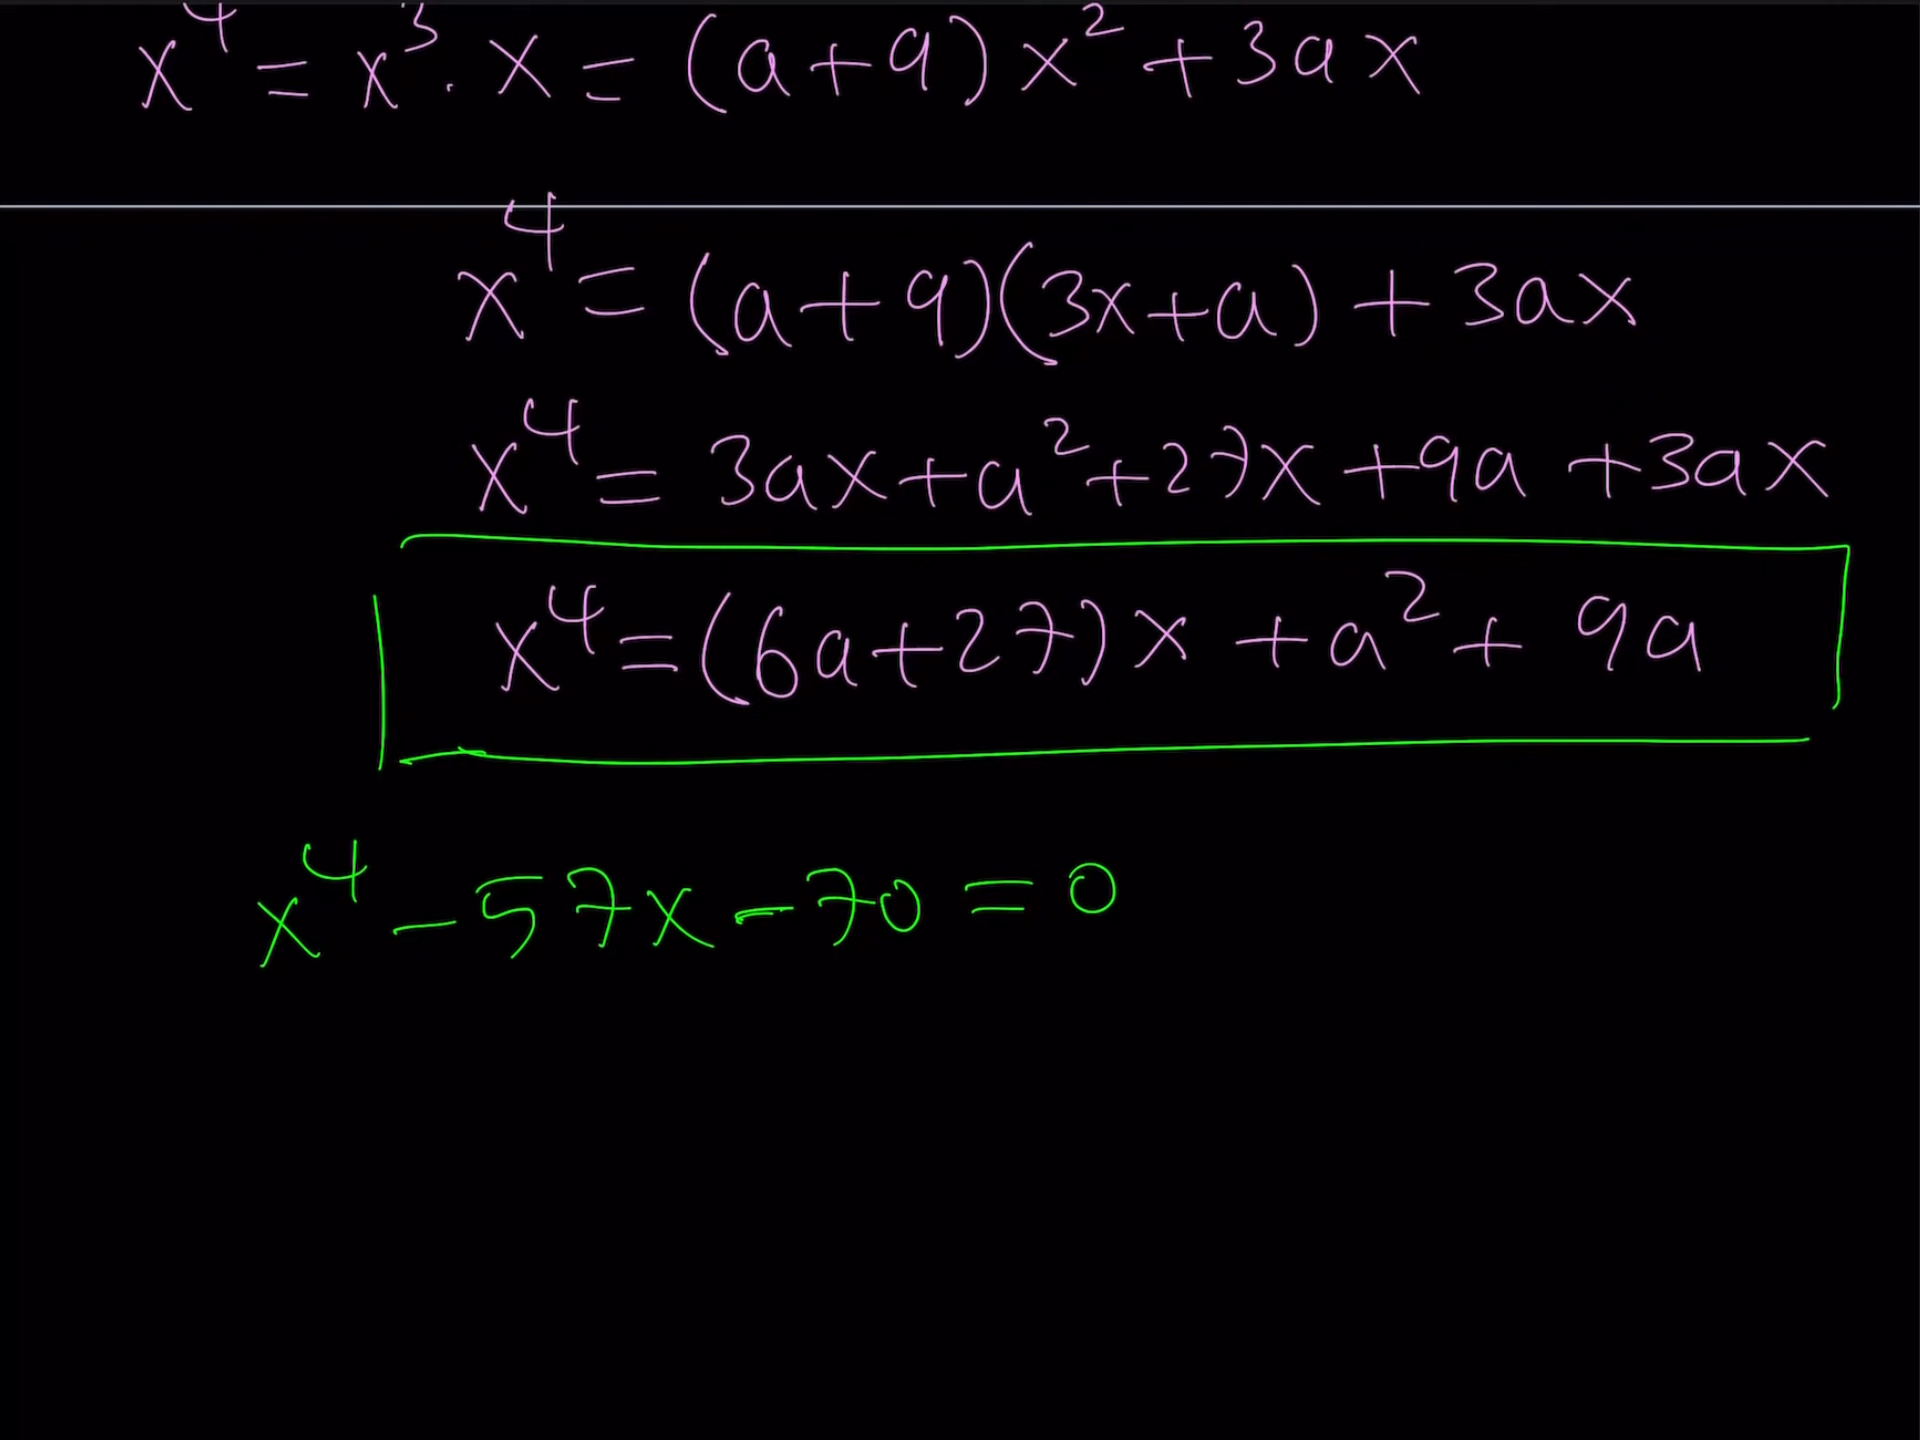 x⁴ = x³ · x = (a+9)x² + 3ax
x⁴ = (a+9)(3x+a) + 3ax
x⁴ = 3ax + a² + 27x + 9a + 3ax
x⁴ = (6a+27)x + a² + 9a
x⁴ - 57x - 70 = 0